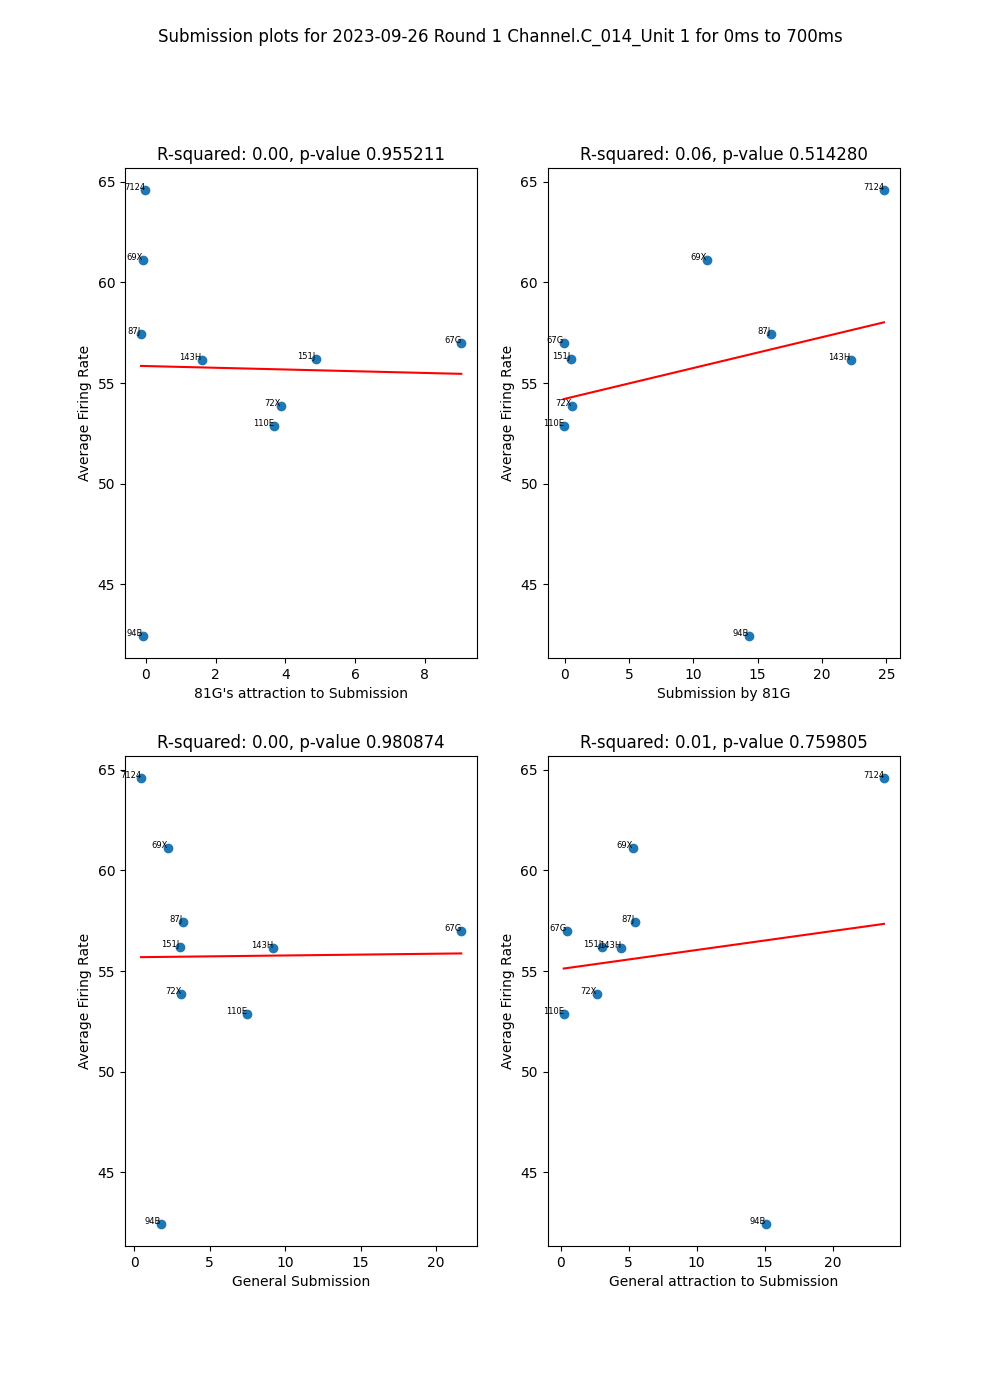 Submission plots for 2023-09-26 Round 1 Channel.C_014_Unit 1 for 0ms to 700ms
R-squared: 0.00, p-value 0.955211
65
60
55
50
45
Average Firing Rate
7124
69X
87J
143H
151J
67G
72X
110E
94B
0 2 4 6 8
81G's attraction to Submission
R-squared: 0.06, p-value 0.514280
65
60
55
50
45
Average Firing Rate
7124
69X
87J
67G
151J
143H
72X
110E
94B
0 5 10 15 20 25
Submission by 81G
R-squared: 0.00, p-value 0.980874
65
60
55
50
45
Average Firing Rate
7124
69X
87J
67G
151J
143H
72X
110E
94B
0 5 10 15 20
General Submission
R-squared: 0.01, p-value 0.759805
65
60
55
50
45
Average Firing Rate
7124
69X
87J
67G
151J
143H
72X
110E
94B
0 5 10 15 20
General attraction to Submission